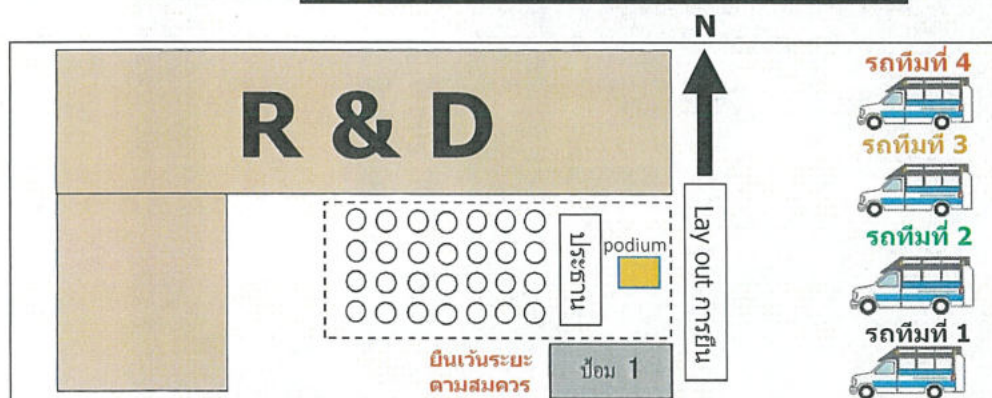 N
R & D
รถทีมที่ 4
รถทีมที่ 3
รถทีมที่ 2
รถทีมที่ 1
podium
ประธาน
Lay out การยืน
ยืนเว้นระยะ
ตามสมควร
ป้อม 1